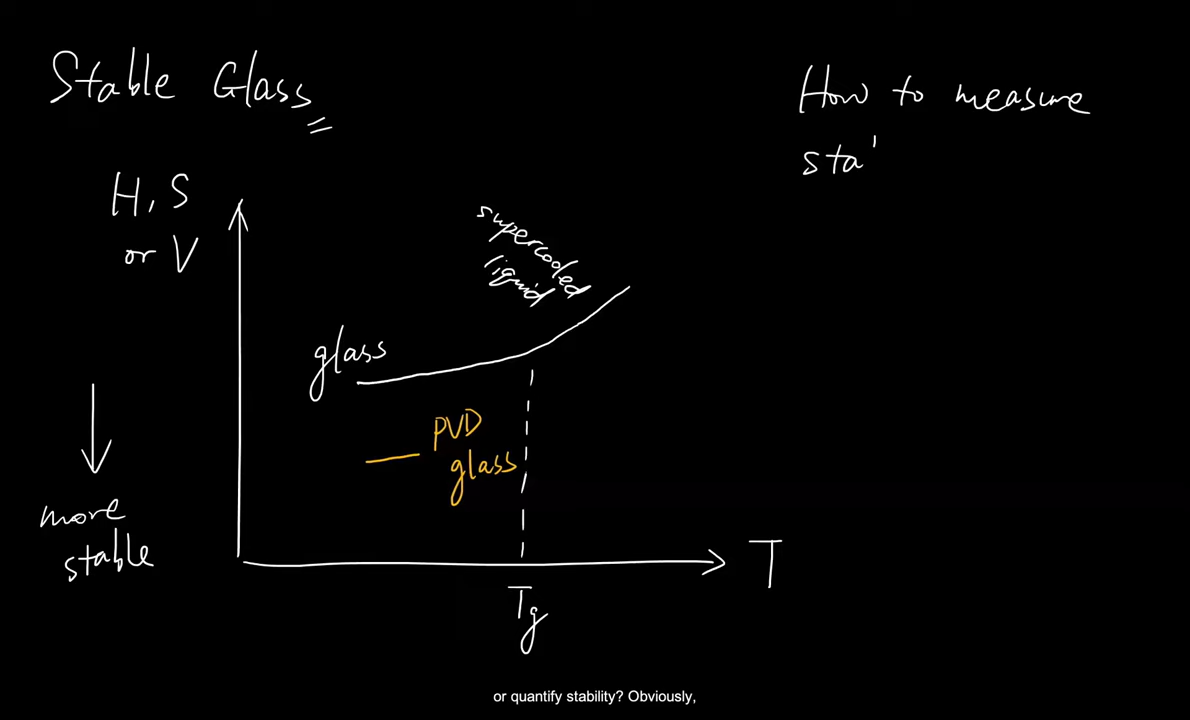 Stable Glass
How to measure
sta
H, S
or V
supercooled
liquid
glass
PVD
glass
more
stable
T
Tg
or quantify stability? Obviously,